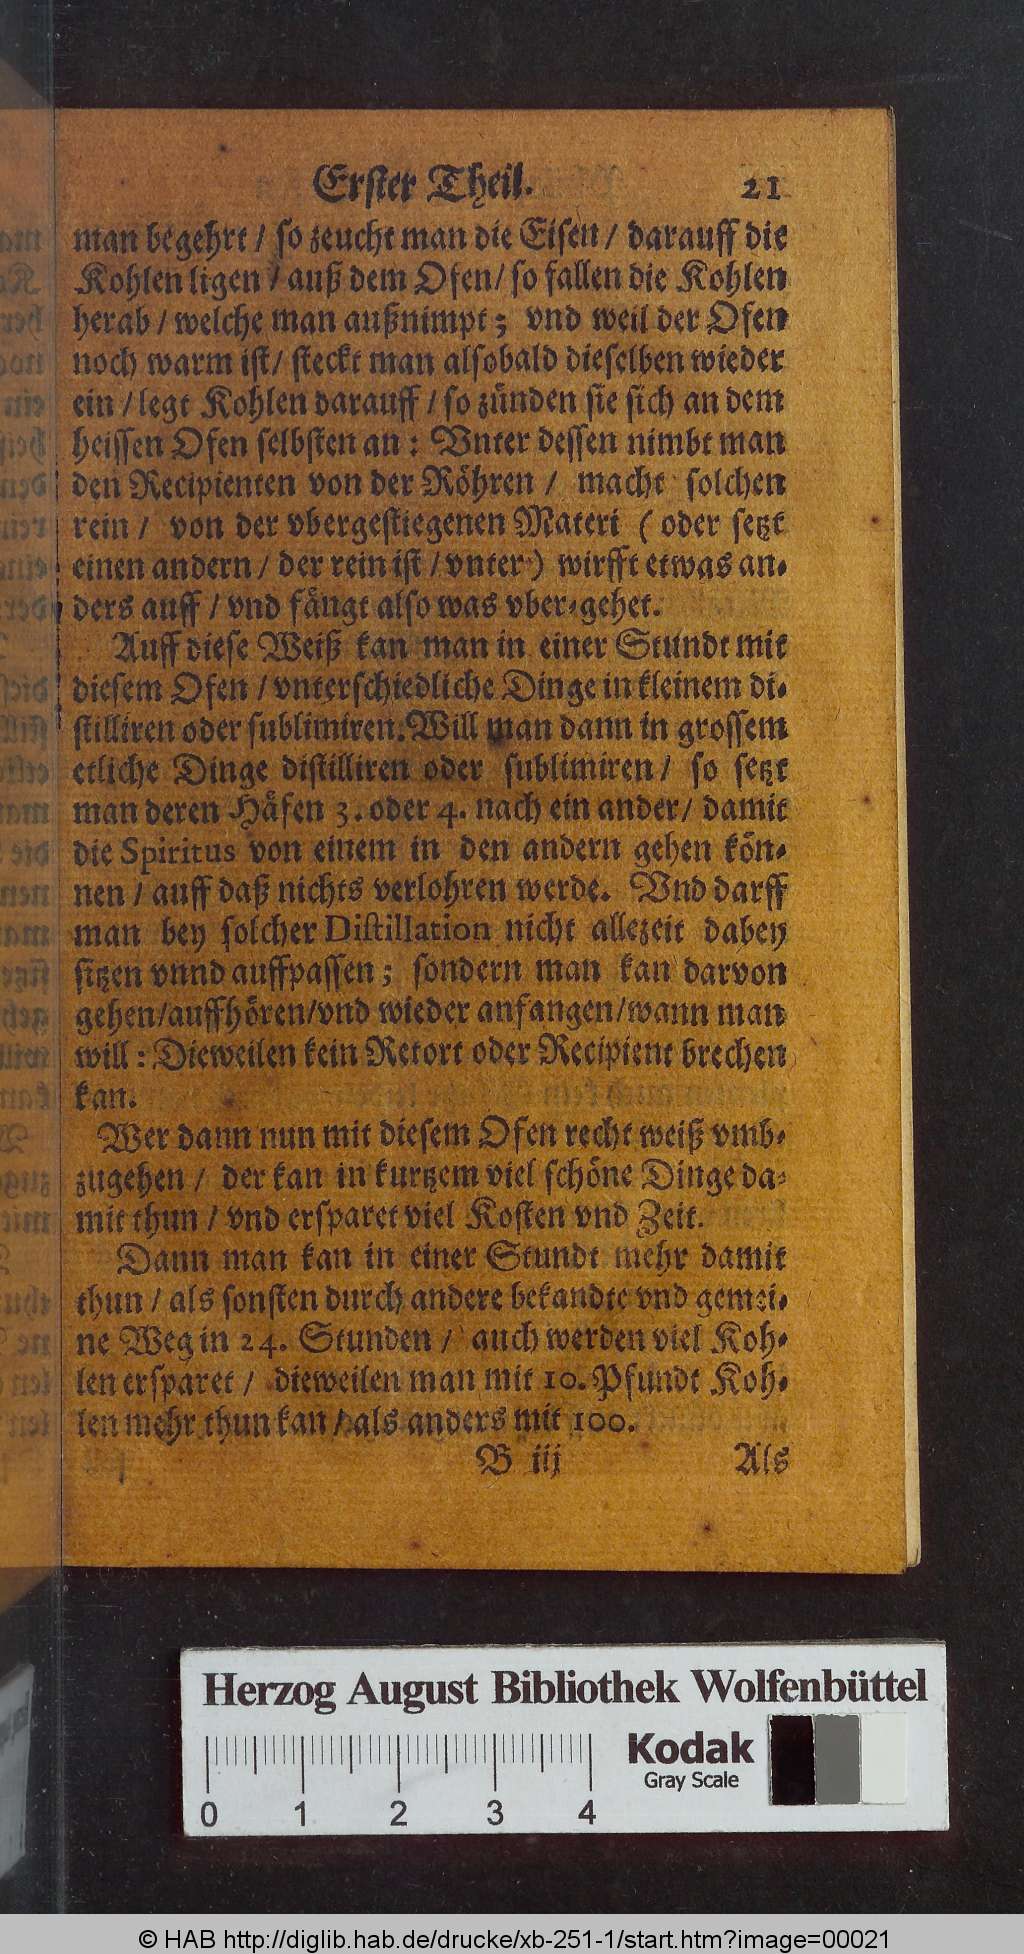 Erster Theil. 21
man begehrt / so zeucht man die Eisen / darauff die
Kohlen ligen / auß dem Ofen / so fallen die Kohlen
herab / welche man außnimpt; vnd weil der Ofen
noch warm ist / steckt man alsobald dieselben wieder
ein / legt Kohlen darauff / so zünden sie sich an dem
heissen Ofen selbsten an : Vnter dessen nimbt man
den Recipienten von der Röhren / macht solchen
rein / von der vbergestiegenen Materi ( oder setzt
einen andern / der rein ist / vnter ) wirfft etwas an-
ders auff / vnd fängt also was vber-gehet.
Auff diese Weiß kan man in einer Stundt mit
diesem Ofen / vnterschiedliche Dinge in kleinem di-
stilliren oder sublimiren. Will man dann in grossem
etliche Dinge distilliren oder sublimiren / so setzt
man deren Häfen 3. oder 4. nach ein ander / damit
die Spiritus von einem in den andern gehen kön-
nen / auff daß nichts verlohren werde. Vnd darff
man bey solcher Distillation nicht allezeit dabey
sitzen vnnd auffpassen; sondern man kan darvon
gehen/auffhören/vnd wieder anfangen/wann man
will : Dieweilen kein Retort oder Recipient brechen
kan.
Wer dann nun mit diesem Ofen recht weiß vmb-
zugehen / der kan in kurtzem viel schöne Dinge da-
mit thun / vnd ersparet viel Kosten vnd Zeit.
Dann man kan in einer Stundt mehr damit
thun / als sonsten durch andere bekandte vnd gemei-
ne Weg in 24. Stunden / auch werden viel Koh-
len ersparet / dieweilen man mit 10. Pfundt Koh-
len mehr thun kan / als anders mit 100.
B iij Als
Herzog August Bibliothek Wolfenbüttel
Kodak
Gray Scale
0 1 2 3 4
© HAB http://diglib.hab.de/drucke/xb-251-1/start.htm?image=00021